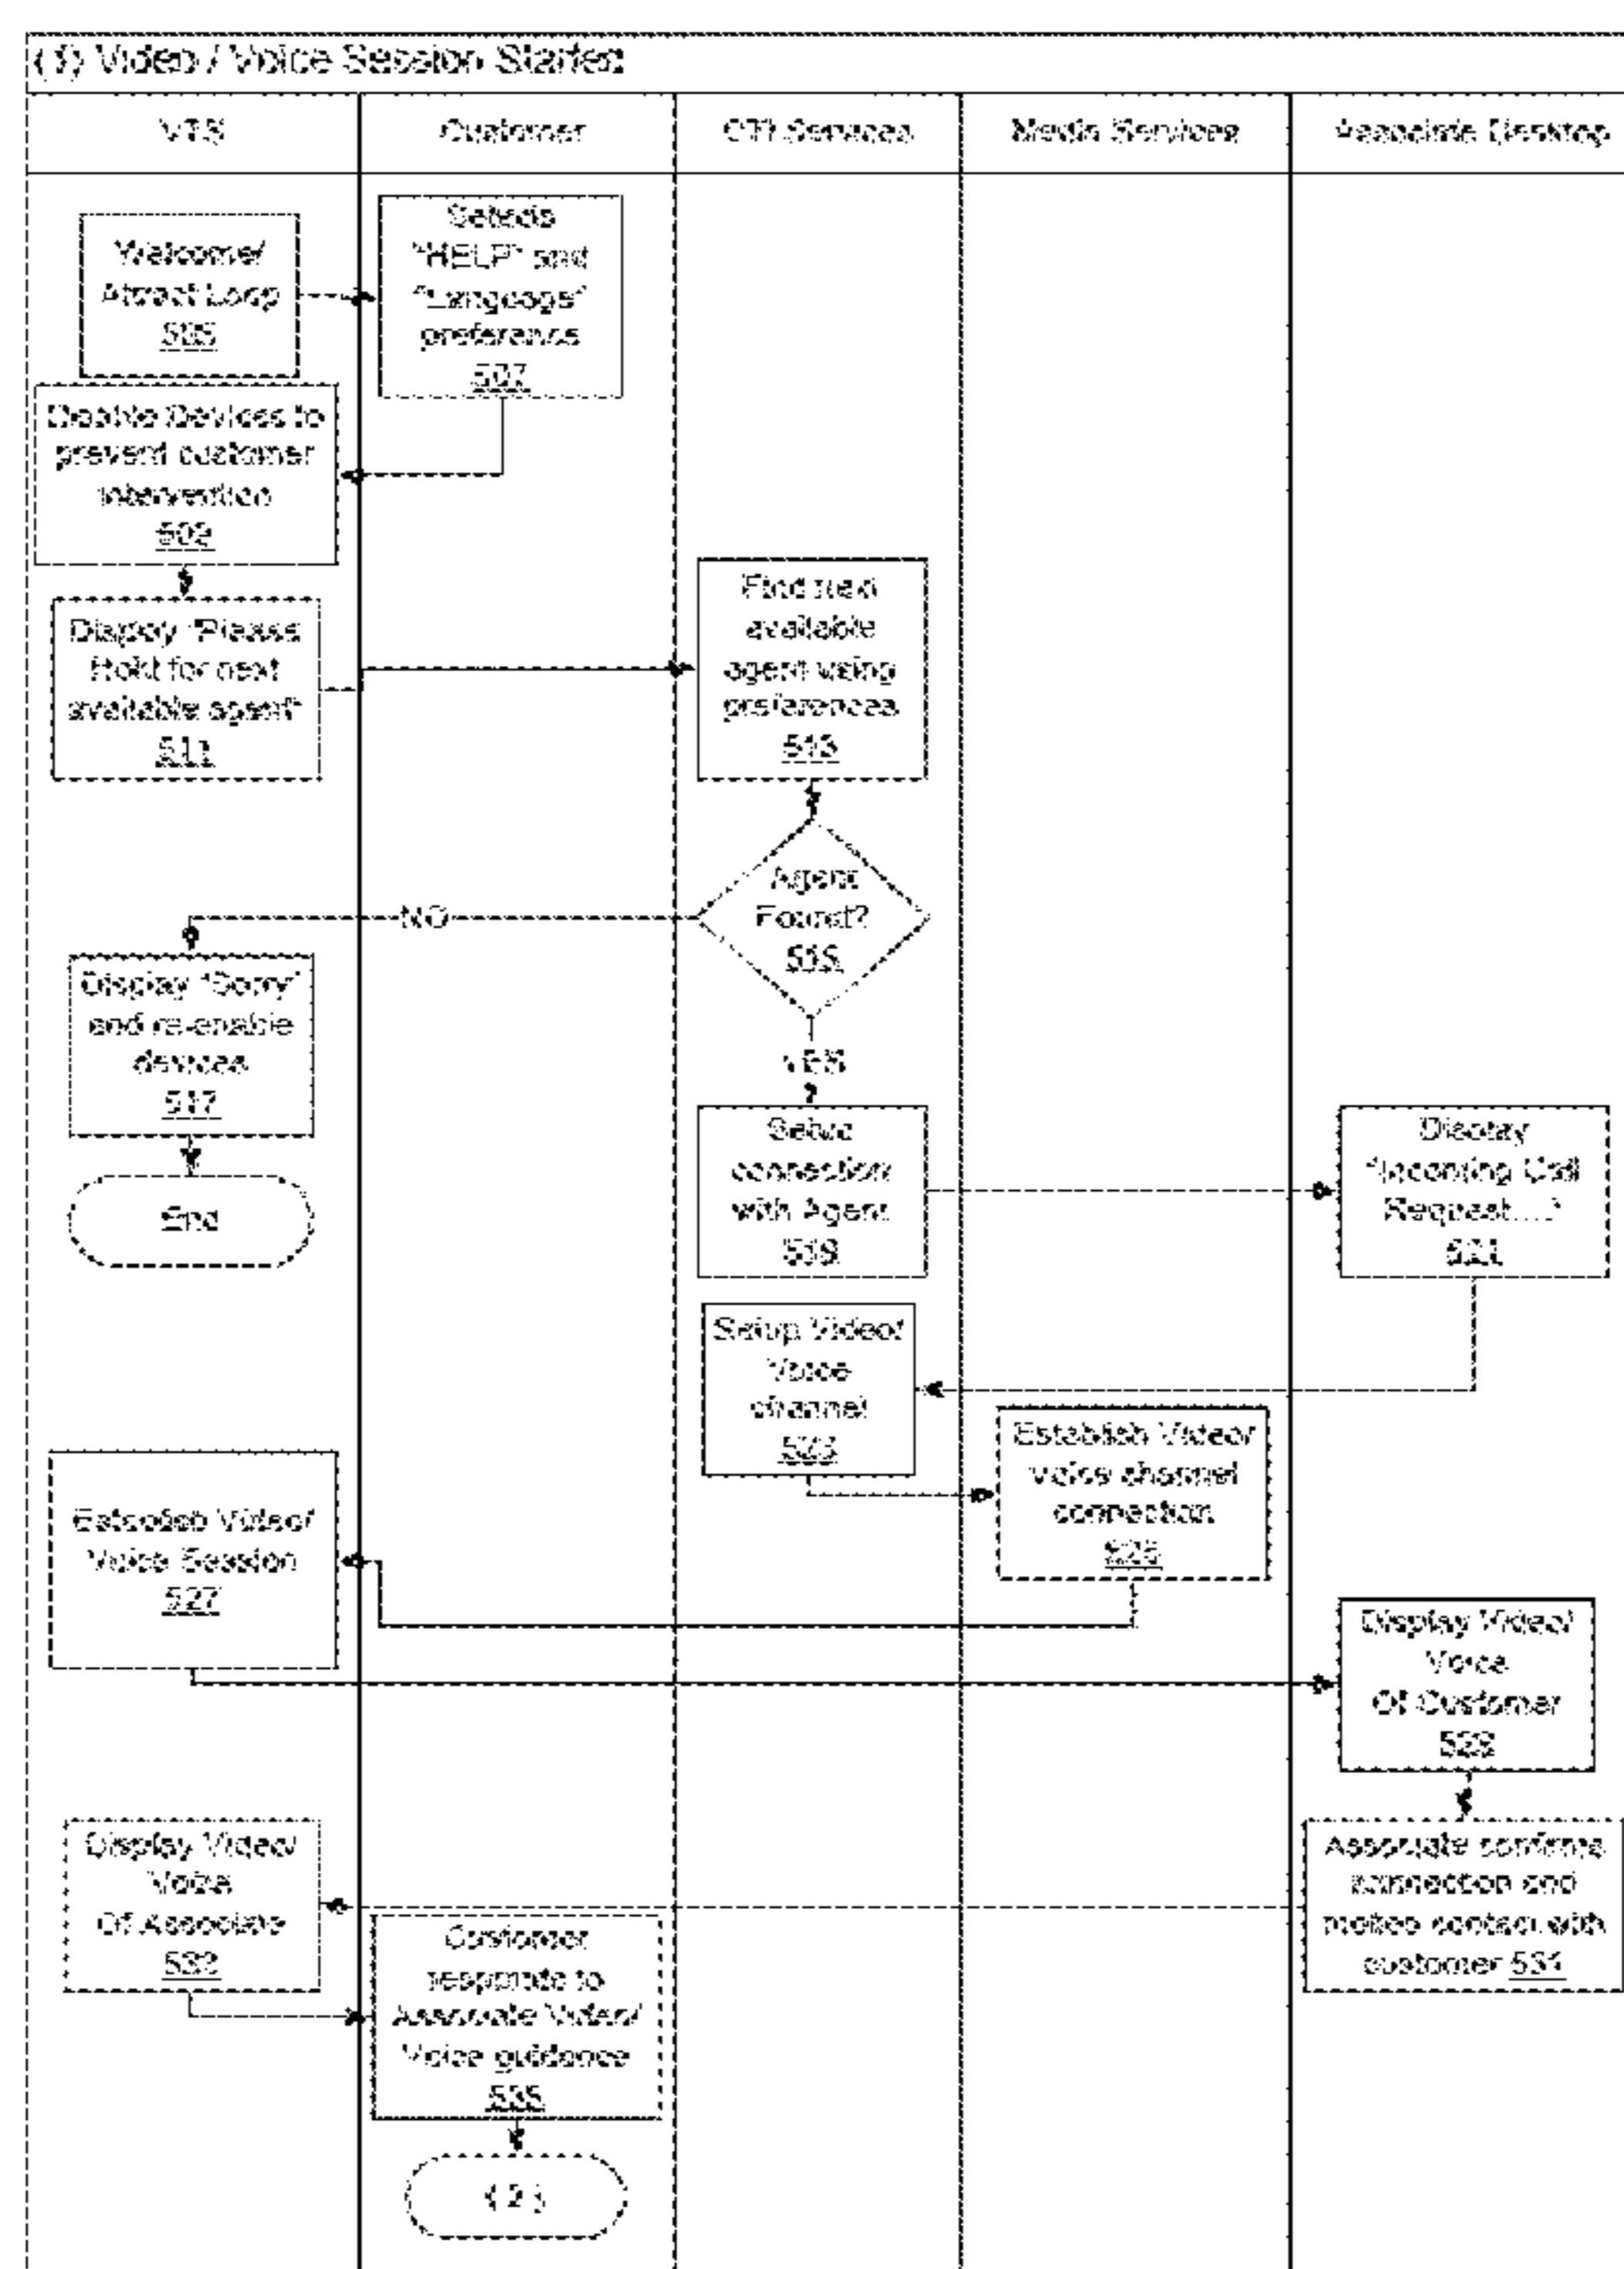 (1) Video / Voice Session Started
VTS
Customer
CTI Services
Media Services
Associate Desktop
Welcome/
Attract Loop
505
Selects
"HELP" and
"Language"
preference
507
Disable Devices to
prevent customer
intervention
509
Display "Please
Hold for next
available agent"
511
Find next
available
agent using
preferences
513
Agent
Found?
515
NO
YES
Display "Sorry"
and re-enable
devices
517
End
Setup
connection
with Agent
519
Display
"Incoming Call
Request...."
521
Setup Video/
Voice
channel
523
Establish Video/
voice channel
connection
525
Establish Video/
Voice Session
527
Display Video/
Voice
Of Customer
529
Associate confirms
connection and
makes contact with
customer 531
Display Video/
Voice
Of Associate
533
Customer
responds to
Associate Video/
Voice guidance
535
( 2 )